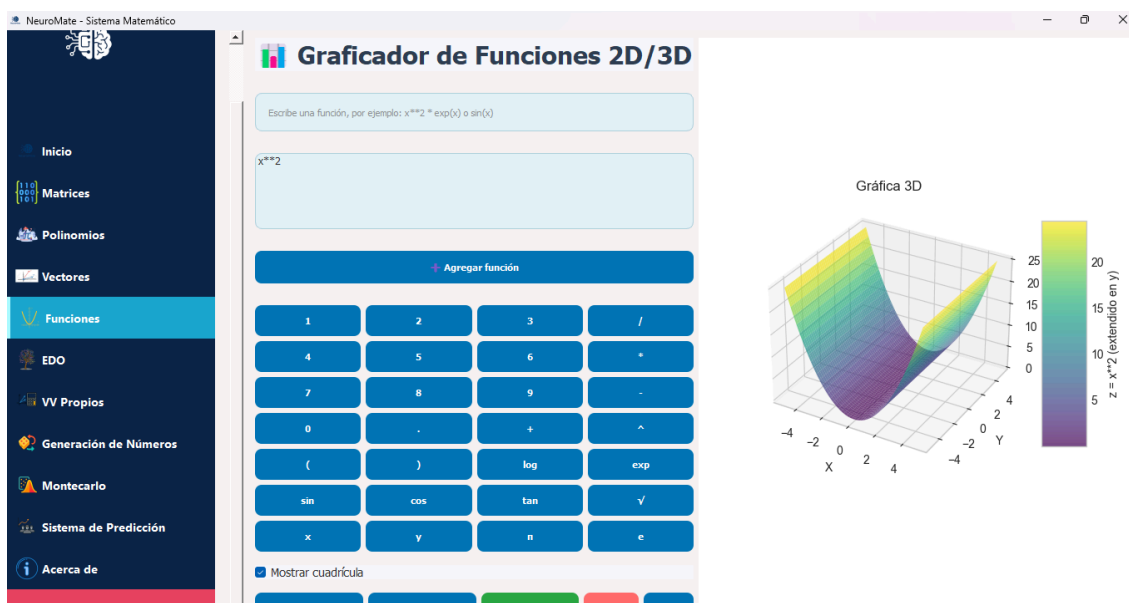 NeuroMate - Sistema Matemático
Inicio
Matrices
Polinomios
Vectores
Funciones
EDO
VV Propios
Generación de Números
Montecarlo
Sistema de Predicción
Acerca de
Graficador de Funciones 2D/3D
Escribe una función, por ejemplo: x**2 * exp(x) o sin(x)
x**2
+ Agregar función
1 2 3 /
4 5 6 *
7 8 9 -
0 . + ^
( ) log exp
sin cos tan √
x y π e
Mostrar cuadrícula
Gráfica 3D
25
20
15
10
5
0
−4 −2 0 2 4
X
−4 −2 0 2 4
Y
20
15
10
5
z = x**2 (extendido en y)